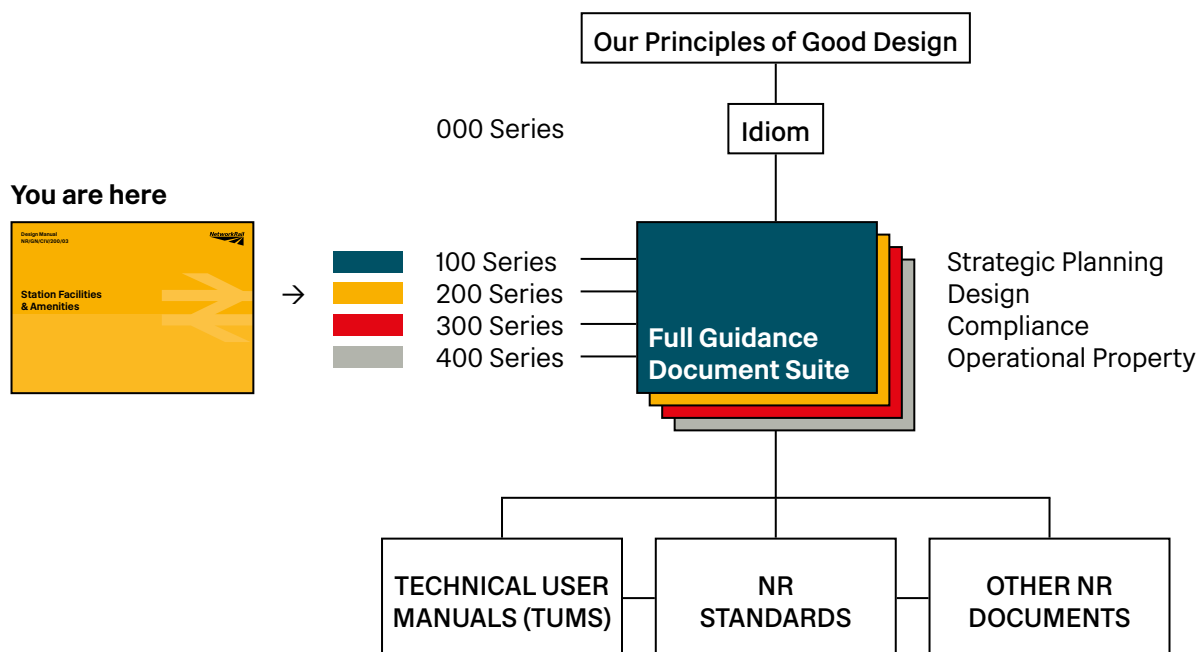 Our Principles of Good Design
000 Series
Idiom
You are here
Design Manual
NR/GN/CIV/200/03
NetworkRail
Station Facilities
& Amenities
→
100 Series
Strategic Planning
200 Series
Design
300 Series
Compliance
400 Series
Operational Property
Full Guidance
Document Suite
TECHNICAL USER
MANUALS (TUMS)
NR
STANDARDS
OTHER NR
DOCUMENTS